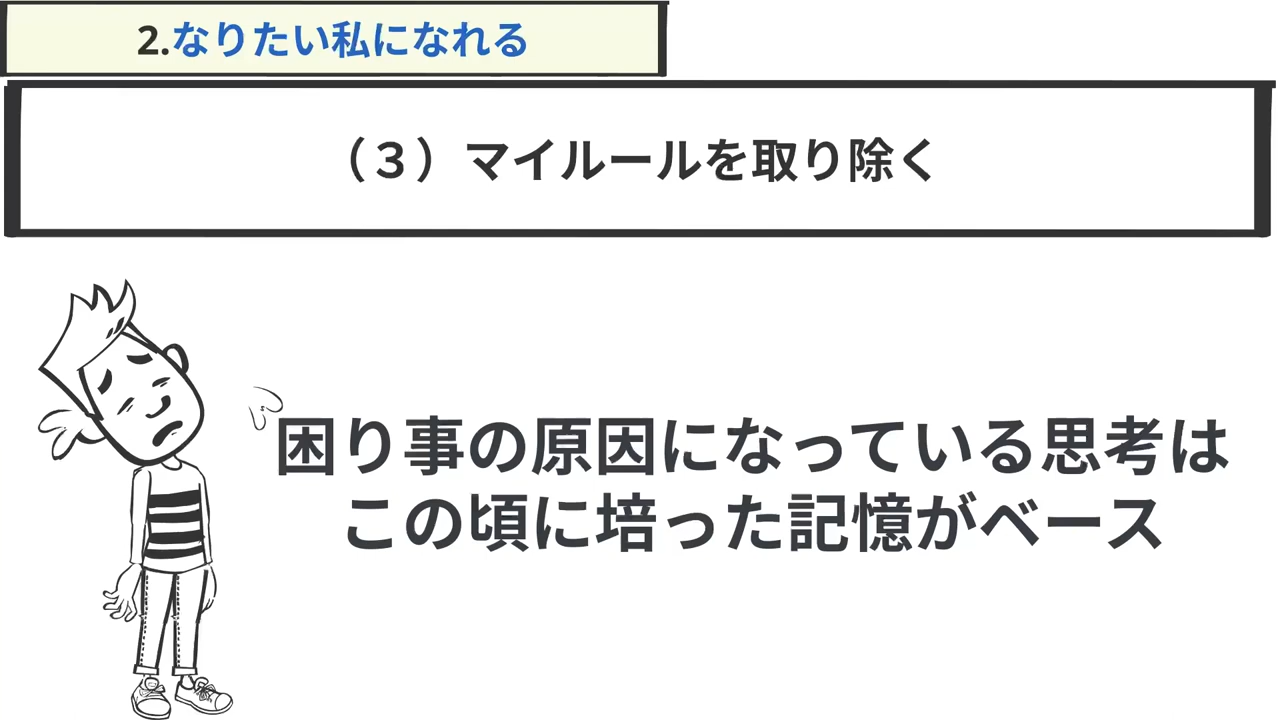 2.なりたい私になれる
（３）マイルールを取り除く
困り事の原因になっている思考は
この頃に培った記憶がベース